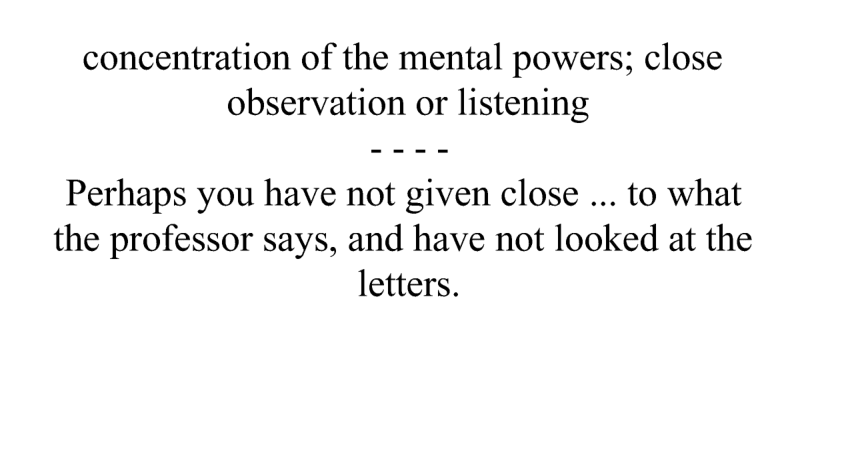 concentration of the mental powers; close
observation or listening
- - - -
Perhaps you have not given close ... to what
the professor says, and have not looked at the
letters.